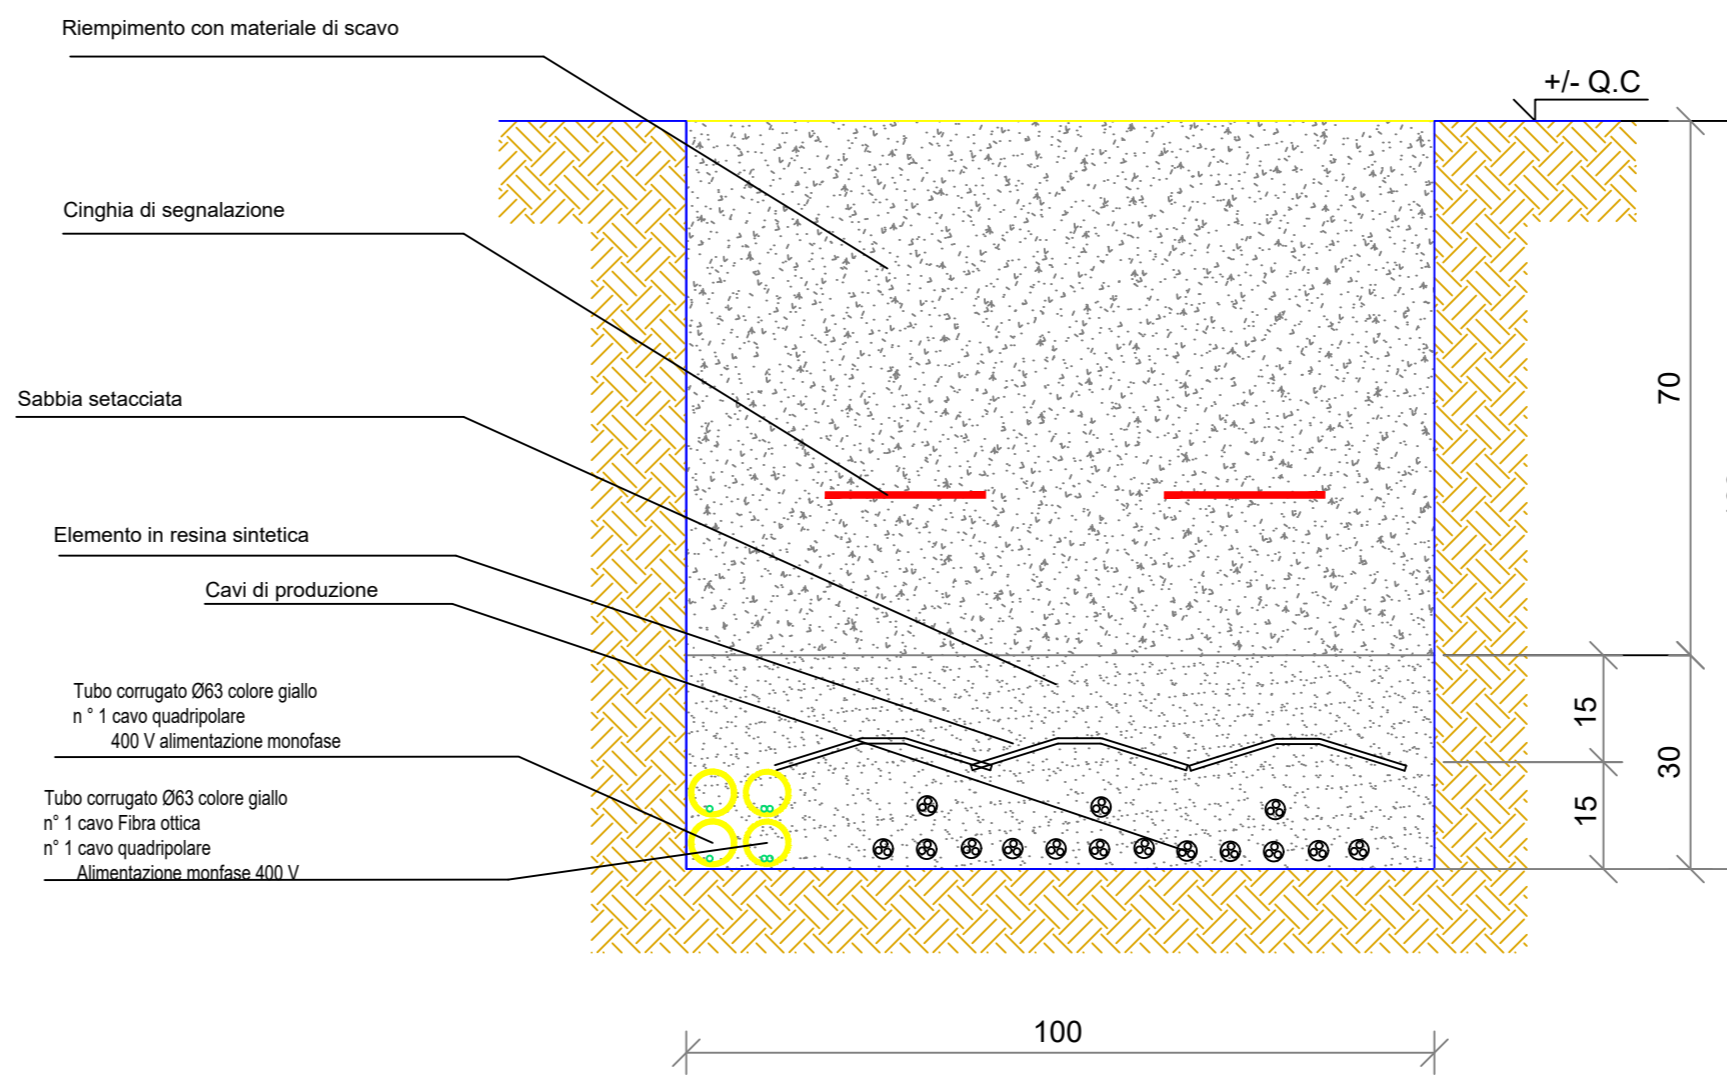 Riempimento con materiale di scavo
+/- Q.C
Cinghia di segnalazione
70
Sabbia setacciata
Elemento in resina sintetica
Cavi di produzione
Tubo corrugato Ø63 colore giallo
n ° 1 cavo quadripolare
400 V alimentazione monofase
15
30
15
Tubo corrugato Ø63 colore giallo
n° 1 cavo Fibra ottica
n° 1 cavo quadripolare
Alimentazione monfase 400 V
100